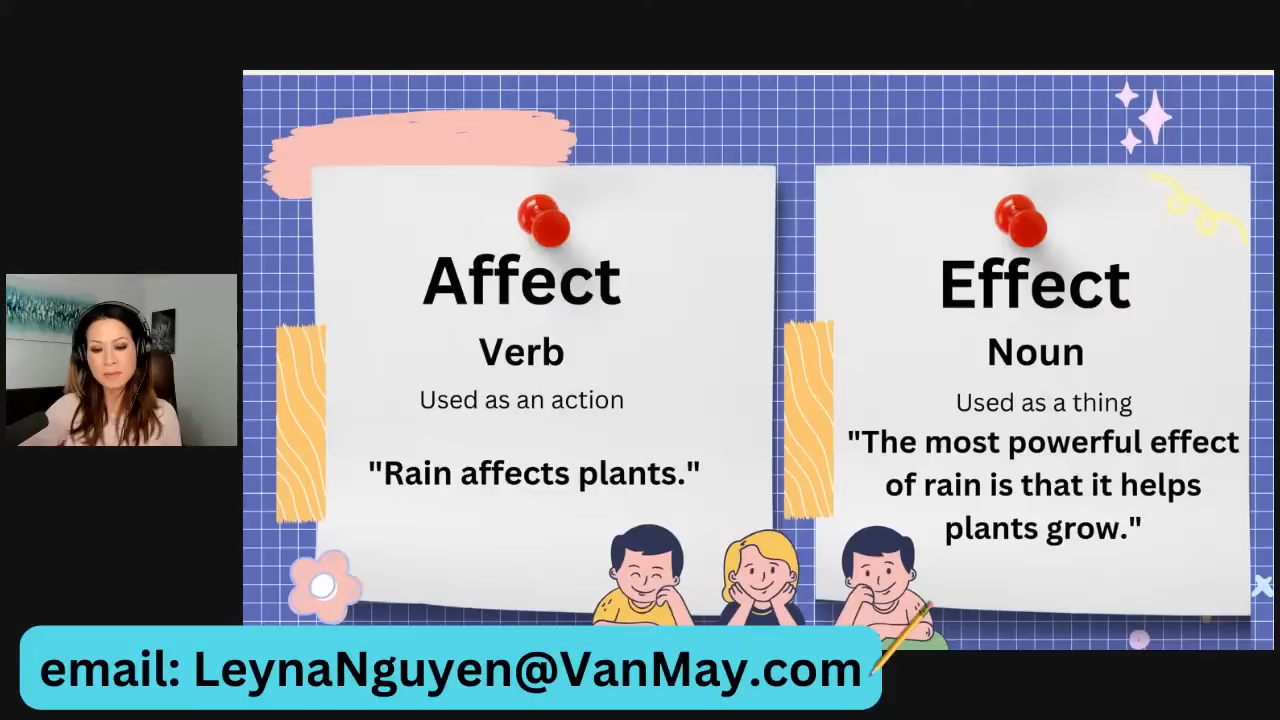 Affect
Verb
Used as an action
"Rain affects plants."
Effect
Noun
Used as a thing
"The most powerful effect
of rain is that it helps
plants grow."
email: LeynaNguyen@VanMay.com